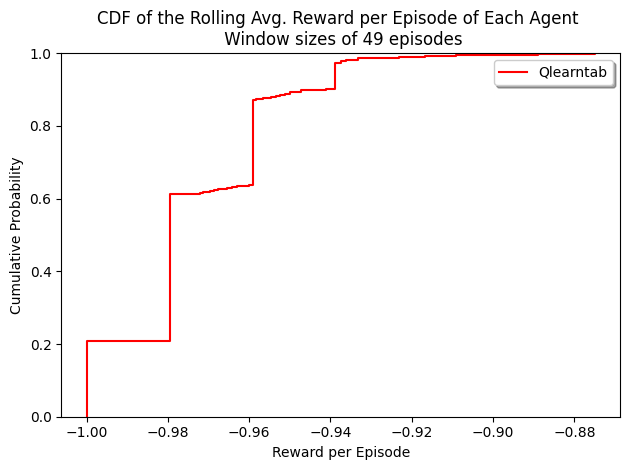 CDF of the Rolling Avg. Reward per Episode of Each Agent
Window sizes of 49 episodes
Qlearntab
Cumulative Probability
1.0
0.8
0.6
0.4
0.2
0.0
−1.00 −0.98 −0.96 −0.94 −0.92 −0.90 −0.88
Reward per Episode